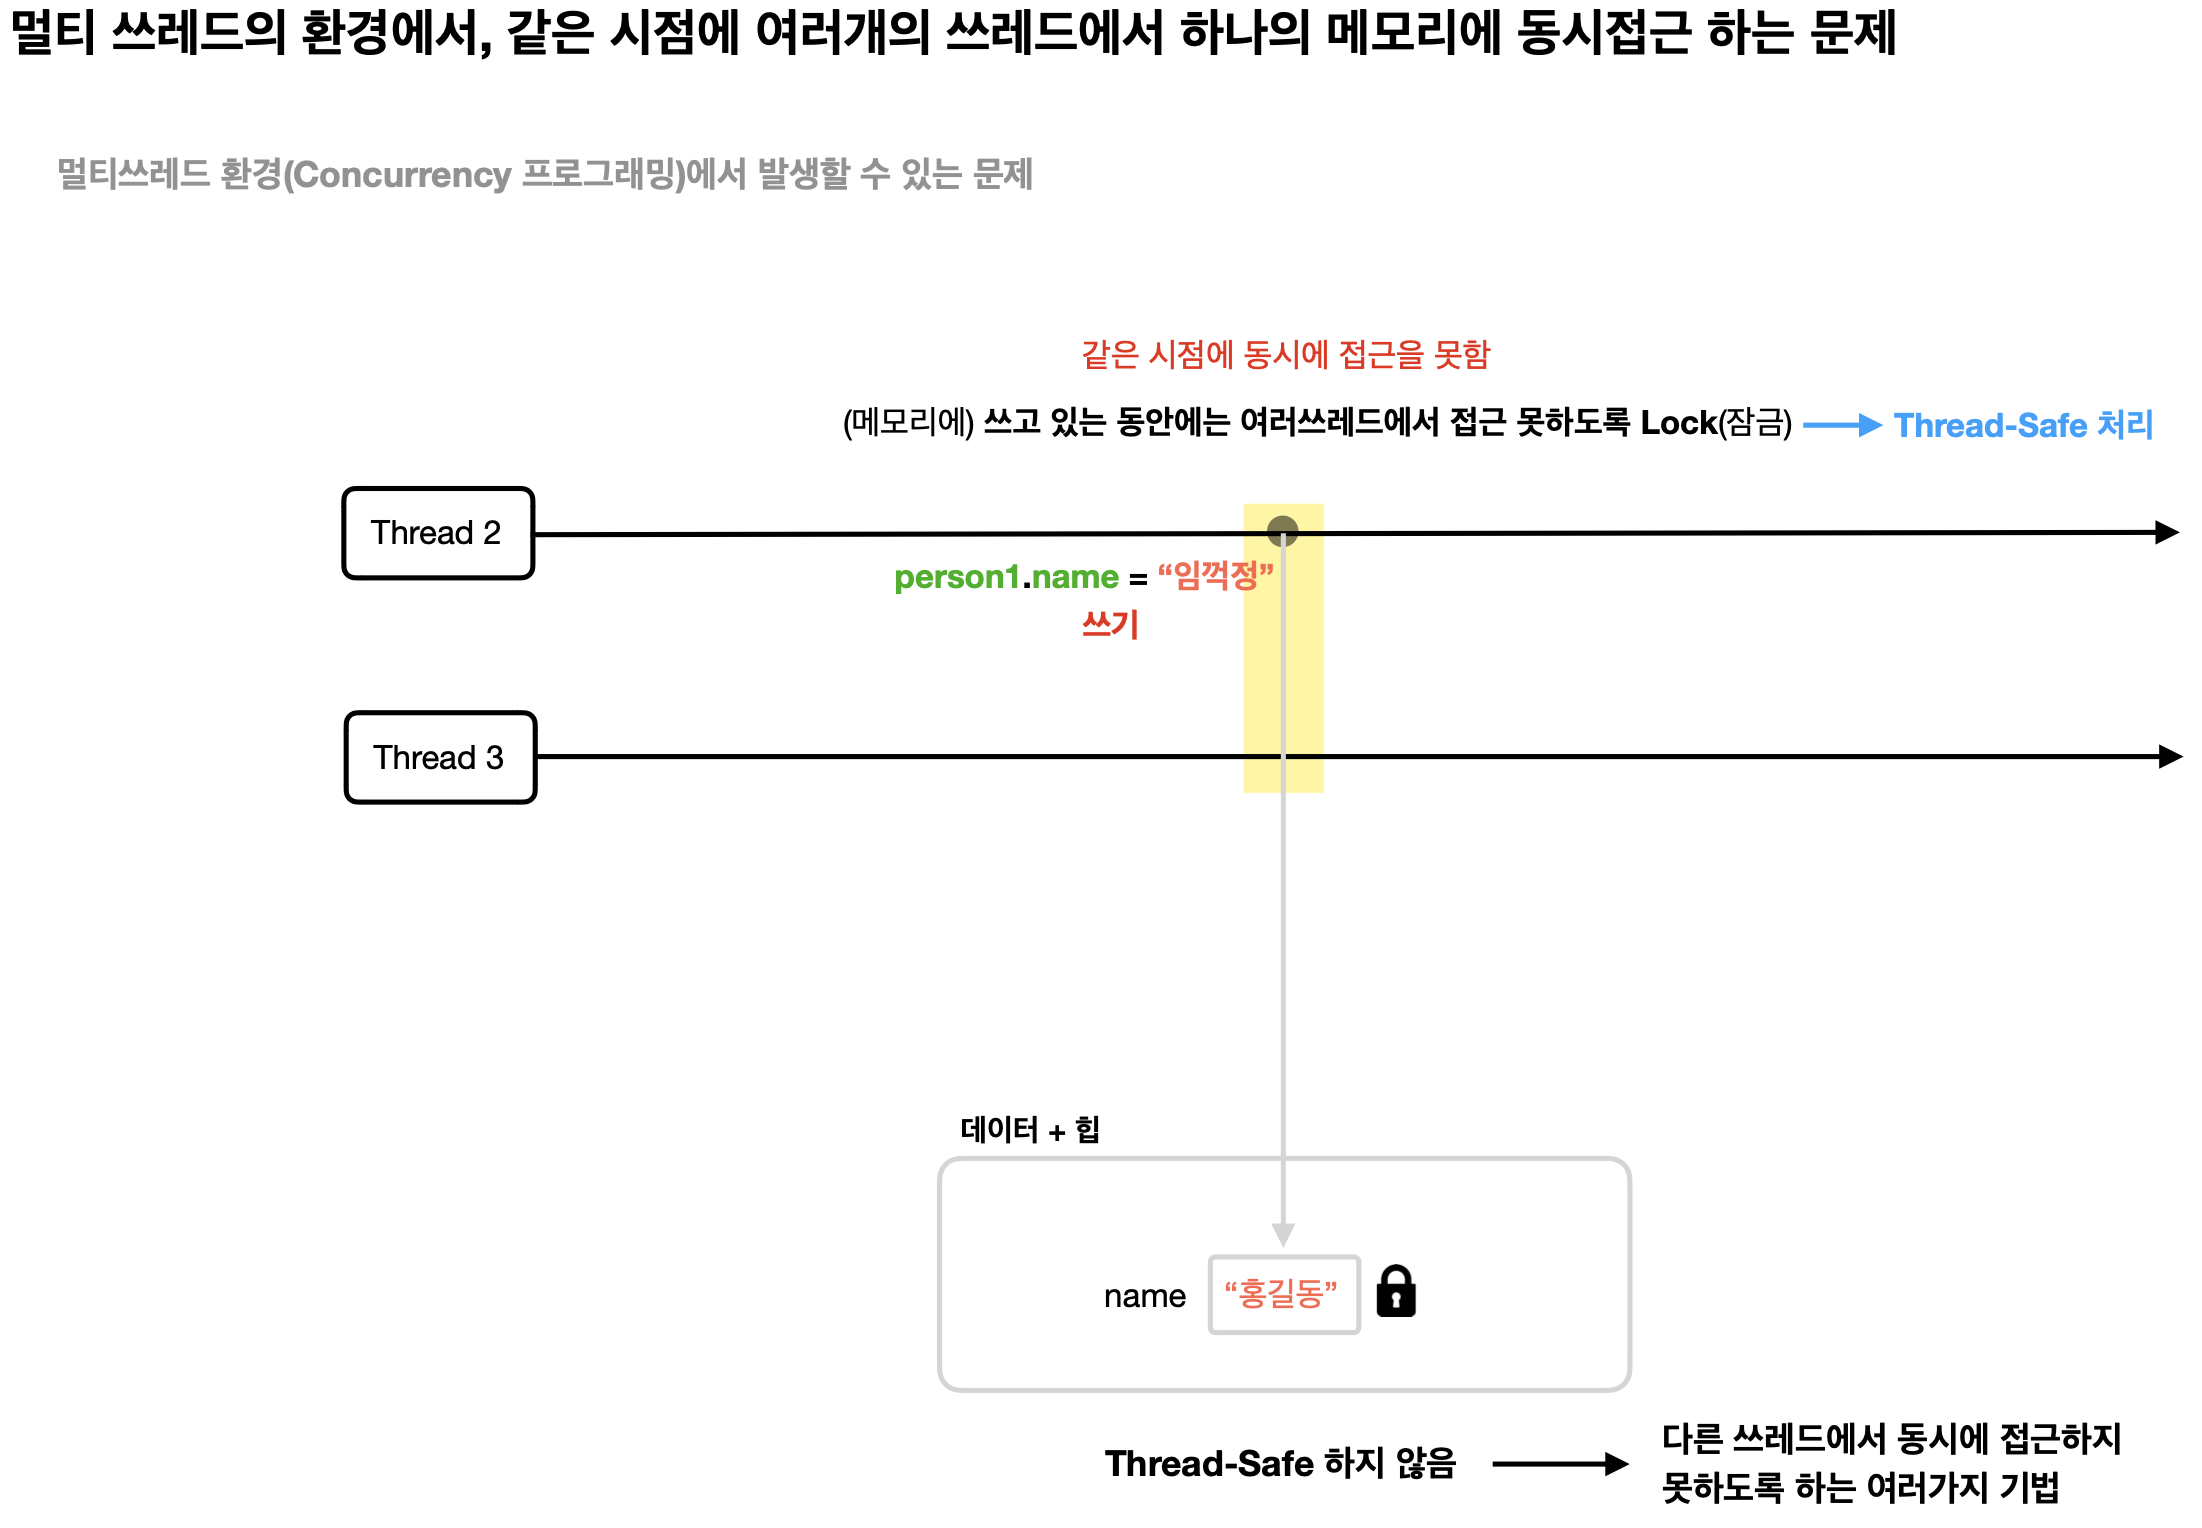 멀티 쓰레드의 환경에서, 같은 시점에 여러개의 쓰레드에서 하나의 메모리에 동시접근 하는 문제
멀티쓰레드 환경(Concurrency 프로그래밍)에서 발생할 수 있는 문제
같은 시점에 동시에 접근을 못함
(메모리에) 쓰고 있는 동안에는 여러쓰레드에서 접근 못하도록 Lock(잠금)
Thread-Safe 처리
Thread 2
person1.name = “임꺽정”
쓰기
Thread 3
데이터 + 힙
name “홍길동”
Thread-Safe 하지 않음
다른 쓰레드에서 동시에 접근하지
못하도록 하는 여러가지 기법